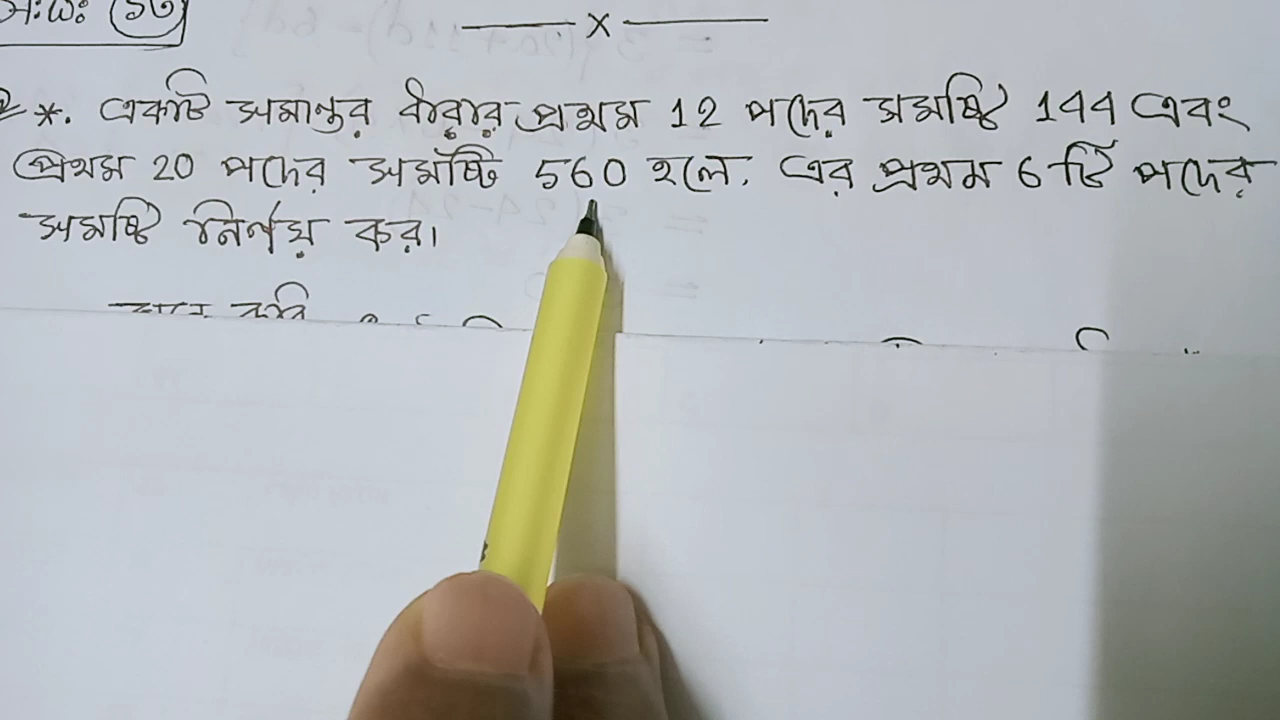 সঃধঃ ১৩
x
*. একটি সমান্তর ধারার প্রথম 12 পদের সমষ্টি 144 এবং
প্রথম 20 পদের সমষ্টি 560 হলে, এর প্রথম 6 টি পদের
সমষ্টি নির্ণয় কর।